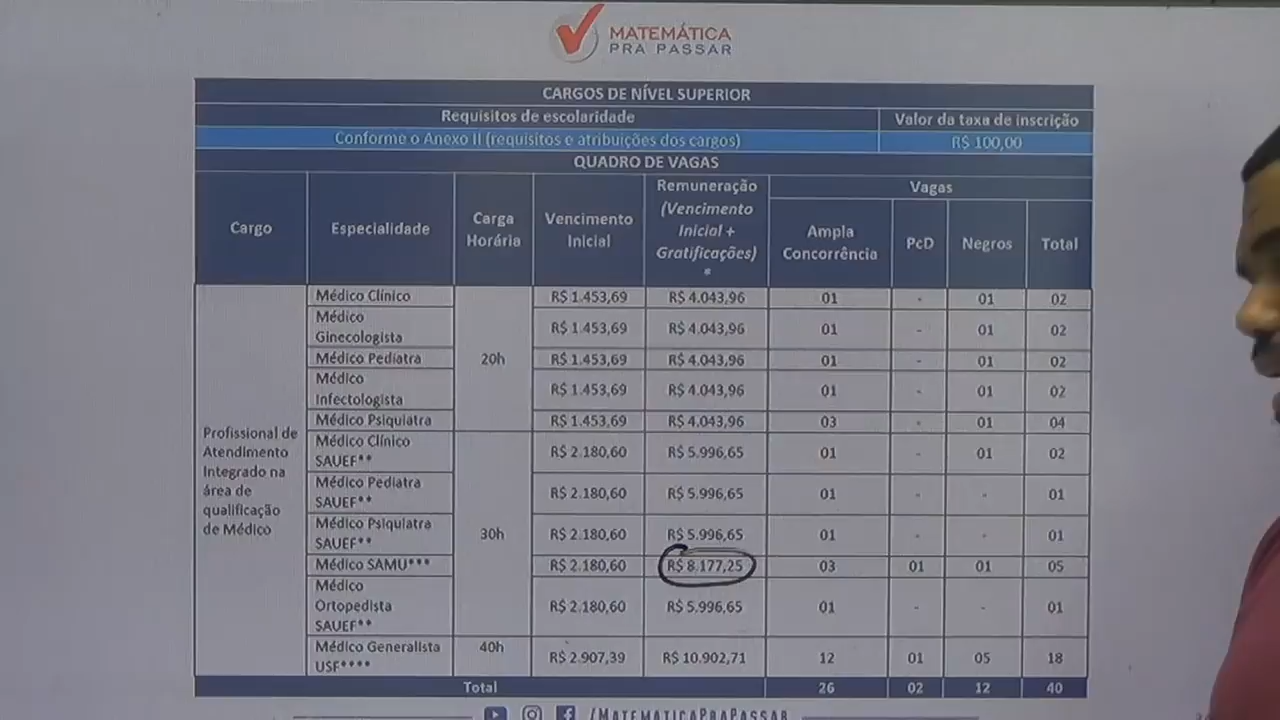 MATEMÁTICA
PRA PASSAR
CARGOS DE NÍVEL SUPERIOR
Requisitos de escolaridade
Valor da taxa de inscrição
Conforme o Anexo II (requisitos e atribuições dos cargos)
R$ 100,00
QUADRO DE VAGAS
Cargo
Especialidade
Carga
Horária
Vencimento
Inicial
Remuneração
(Vencimento
Inicial +
Gratificações)
*
Vagas
Ampla
Concorrência
PcD
Negros
Total
Profissional de
Atendimento
Integrado na
área de
qualificação
de Médico
Médico Clínico
20h
R$ 1.453,69
R$ 4.043,96
01
-
01
02
Médico
Ginecologista
R$ 1.453,69
R$ 4.043,96
01
-
01
02
Médico Pediatra
R$ 1.453,69
R$ 4.043,96
01
-
01
02
Médico
Infectologista
R$ 1.453,69
R$ 4.043,96
01
-
01
02
Médico Psiquiatra
R$ 1.453,69
R$ 4.043,96
03
-
01
04
Médico Clínico
SAUEF**
30h
R$ 2.180,60
R$ 5.996,65
01
-
01
02
Médico Pediatra
SAUEF**
R$ 2.180,60
R$ 5.996,65
01
-
-
01
Médico Psiquiatra
SAUEF**
R$ 2.180,60
R$ 5.996,65
01
-
-
01
Médico SAMU***
R$ 2.180,60
R$ 8.177,25
03
01
01
05
Médico
Ortopedista
SAUEF**
R$ 2.180,60
R$ 5.996,65
01
-
-
01
Médico Generalista
USF****
40h
R$ 2.907,39
R$ 10.902,71
12
01
05
18
Total
26
02
12
40
/MATEMATICAPRAPASSAR